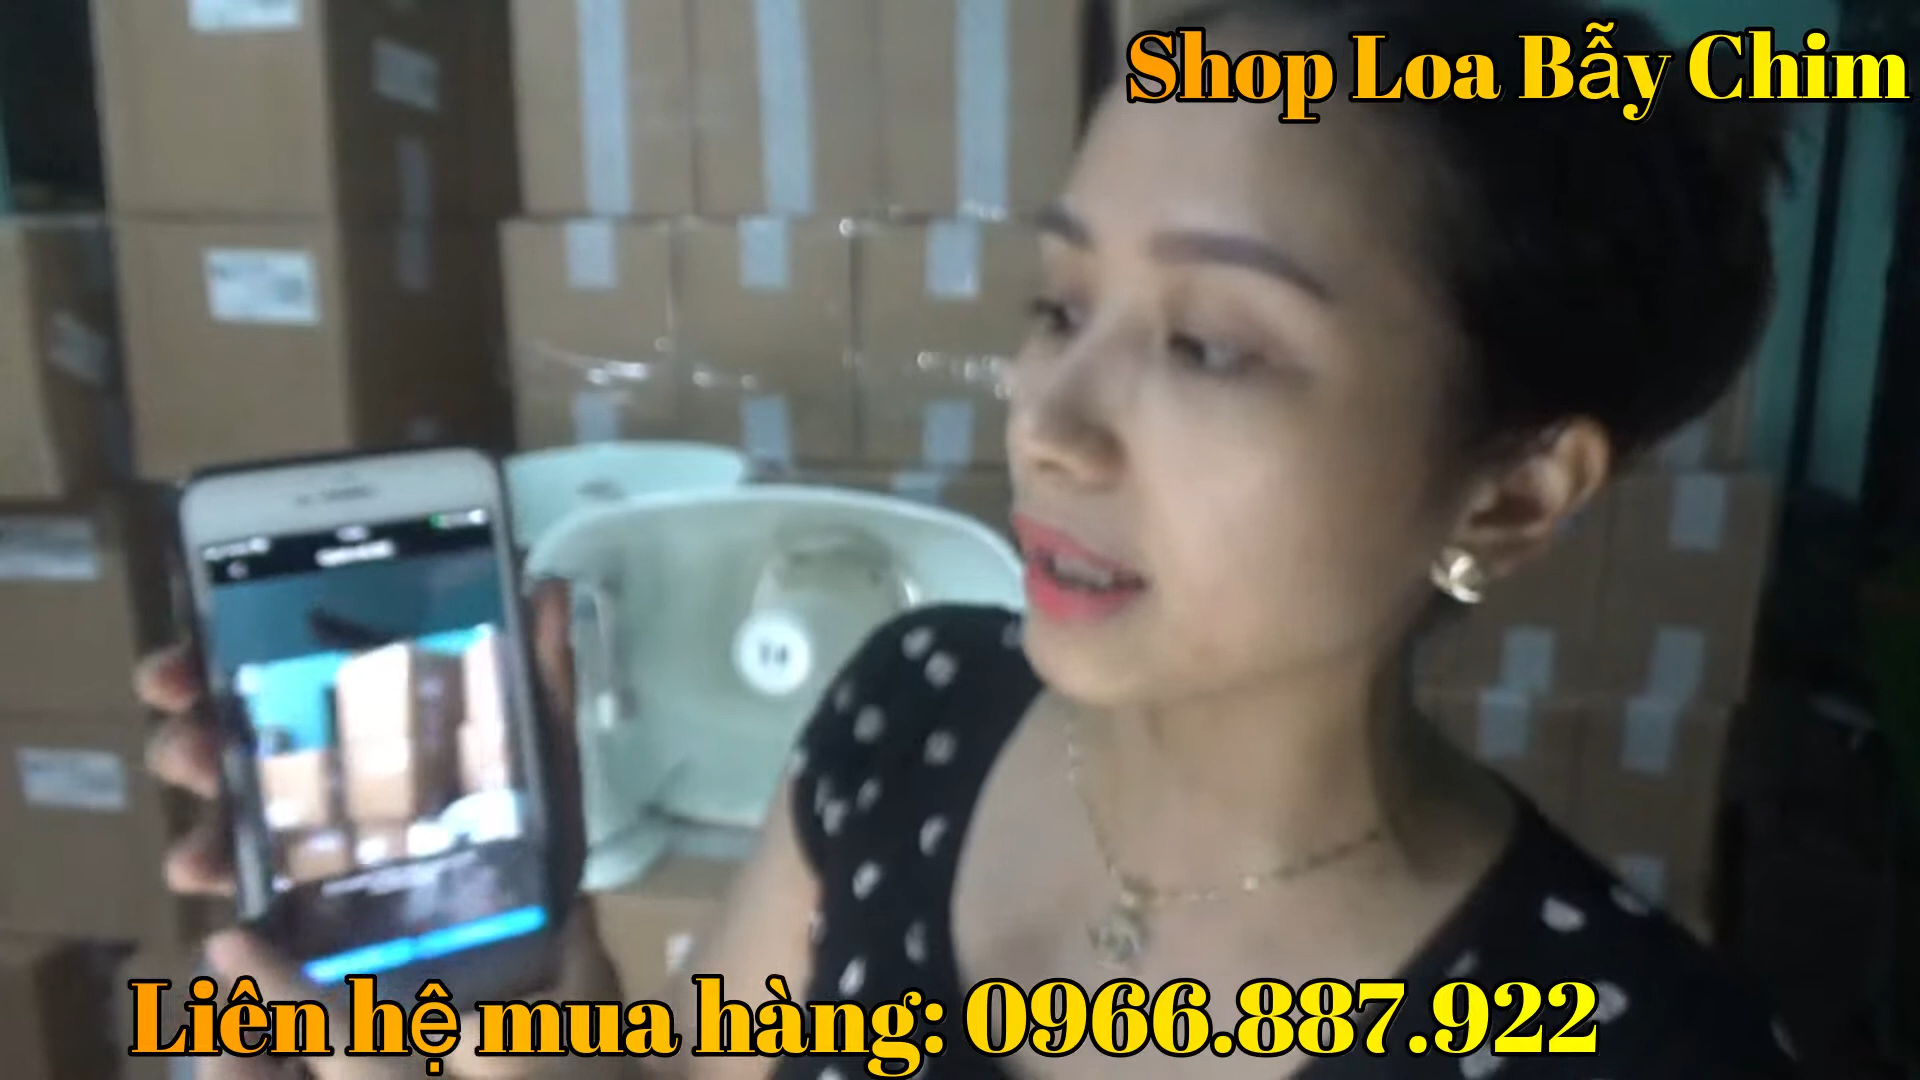 Shop Loa Bẫy Chim
Liên hệ mua hàng: 0966.887.922